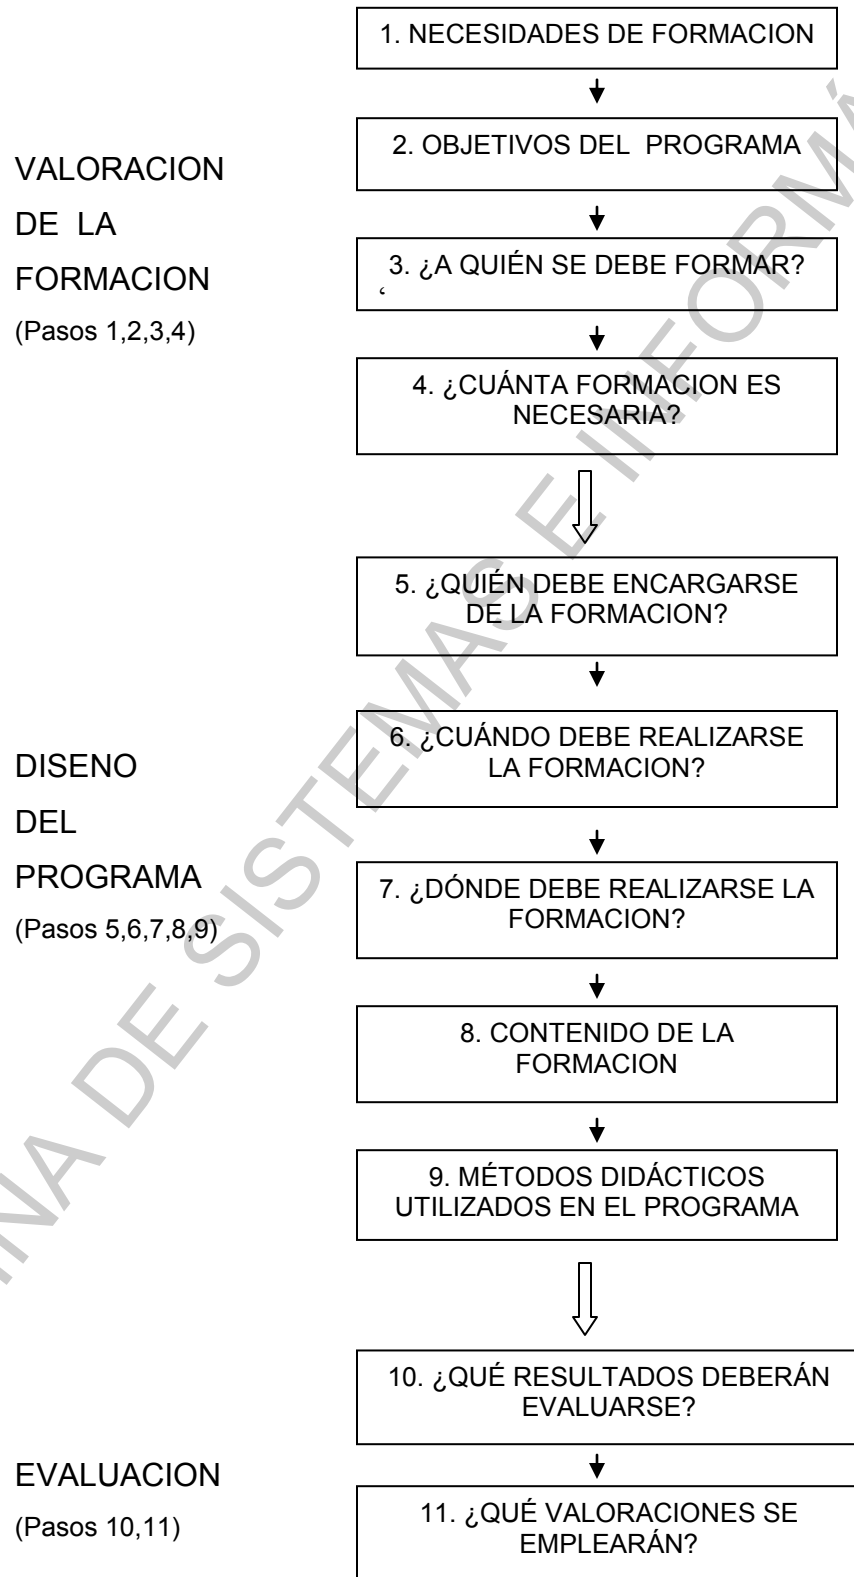 1. NECESIDADES DE FORMACION
2. OBJETIVOS DEL PROGRAMA
VALORACION
DE LA
FORMACION
(Pasos 1,2,3,4)
3. ¿A QUIÉN SE DEBE FORMAR?
‘
4. ¿CUÁNTA FORMACION ES
NECESARIA?
5. ¿QUIÉN DEBE ENCARGARSE
DE LA FORMACION?
6. ¿CUÁNDO DEBE REALIZARSE
LA FORMACION?
DISENO
DEL
PROGRAMA
(Pasos 5,6,7,8,9)
7. ¿DÓNDE DEBE REALIZARSE LA
FORMACION?
8. CONTENIDO DE LA
FORMACION
9. MÉTODOS DIDÁCTICOS
UTILIZADOS EN EL PROGRAMA
10. ¿QUÉ RESULTADOS DEBERÁN
EVALUARSE?
EVALUACION
(Pasos 10,11)
11. ¿QUÉ VALORACIONES SE
EMPLEARÁN?
DE SISTEMAS E